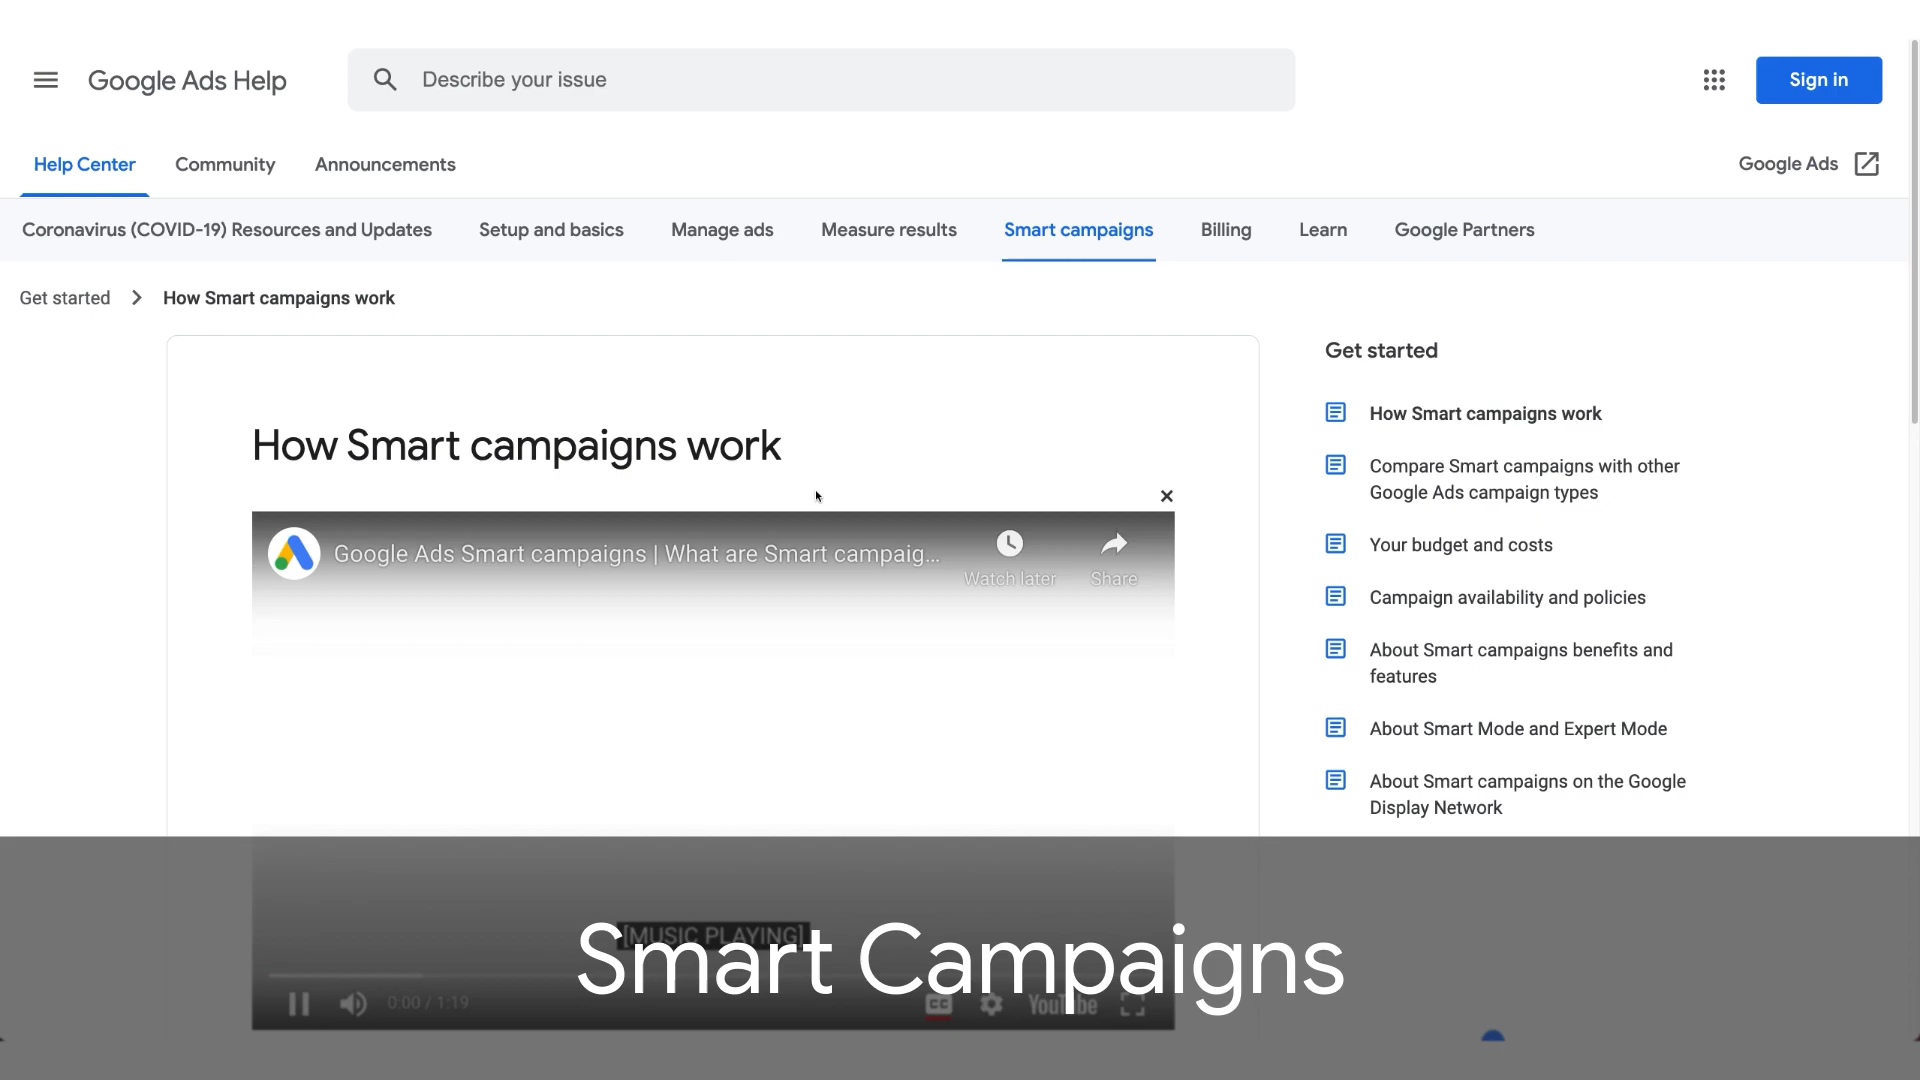 Google Ads Help
Describe your issue
Sign in
Help Center
Community
Announcements
Google Ads
Coronavirus (COVID-19) Resources and Updates
Setup and basics
Manage ads
Measure results
Smart campaigns
Billing
Learn
Google Partners
Get started
How Smart campaigns work
How Smart campaigns work
Google Ads Smart campaigns | What are Smart campaig...
Watch later
Share
[MUSIC PLAYING]
0:00 / 1:19
CC
YouTube
Get started
How Smart campaigns work
Compare Smart campaigns with other
Google Ads campaign types
Your budget and costs
Campaign availability and policies
About Smart campaigns benefits and
features
About Smart Mode and Expert Mode
About Smart campaigns on the Google
Display Network
Smart Campaigns